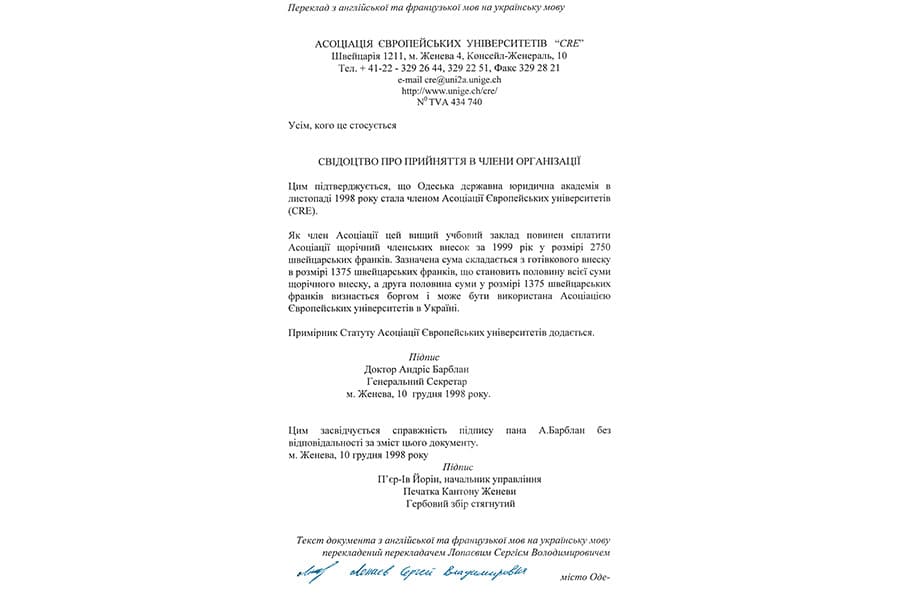 Переклад з англійської та французької мов на українську мову
АСОЦІАЦІЯ ЄВРОПЕЙСЬКИХ УНІВЕРСИТЕТІВ "CRE"
Швейцарія 1211, м. Женева 4, Консейл-Женераль, 10
Тел. + 41-22 - 329 26 44, 329 22 51, Факс 329 28 21
e-mail cre@uni2a.unige.ch
http://www.unige.ch/cre/
N⁰ TVA 434 740
Усім, кого це стосується
СВІДОЦТВО ПРО ПРИЙНЯТТЯ В ЧЛЕНИ ОРГАНІЗАЦІЇ
Цим підтверджується, що Одеська державна юридична академія в
листопаді 1998 року стала членом Асоціації Європейських університетів
(CRE).
Як член Асоціації цей вищий учбовий заклад повинен сплатити
Асоціації щорічний членських внесок за 1999 рік у розмірі 2750
швейцарських франків. Зазначена сума складається з готівкового внеску
в розмірі 1375 швейцарських франків, що становить половину всієї суми
щорічного внеску, а друга половина суми у розмірі 1375 швейцарських
франків визнається боргом і може бути використана Асоціацією
Європейських університетів в Україні.
Примірник Статуту Асоціації Європейських університетів додається.
Підпис
Доктор Андріс Барблан
Генеральний Секретар
м. Женева, 10 грудня 1998 року.
Цим засвідчується справжність підпису пана А.Барблан без
відповідальності за зміст цього документу.
м. Женева, 10 грудня 1998 року
Підпис
П'єр-Ів Йорін, начальник управління
Печатка Кантону Женеви
Гербовий збір стягнутий
Текст документа з англійської та французької мов на українську мову
перекладений перекладачем Лопаєвим Сергієм Володимировичем
Лопаев Сергей Владимирович
місто Оде-